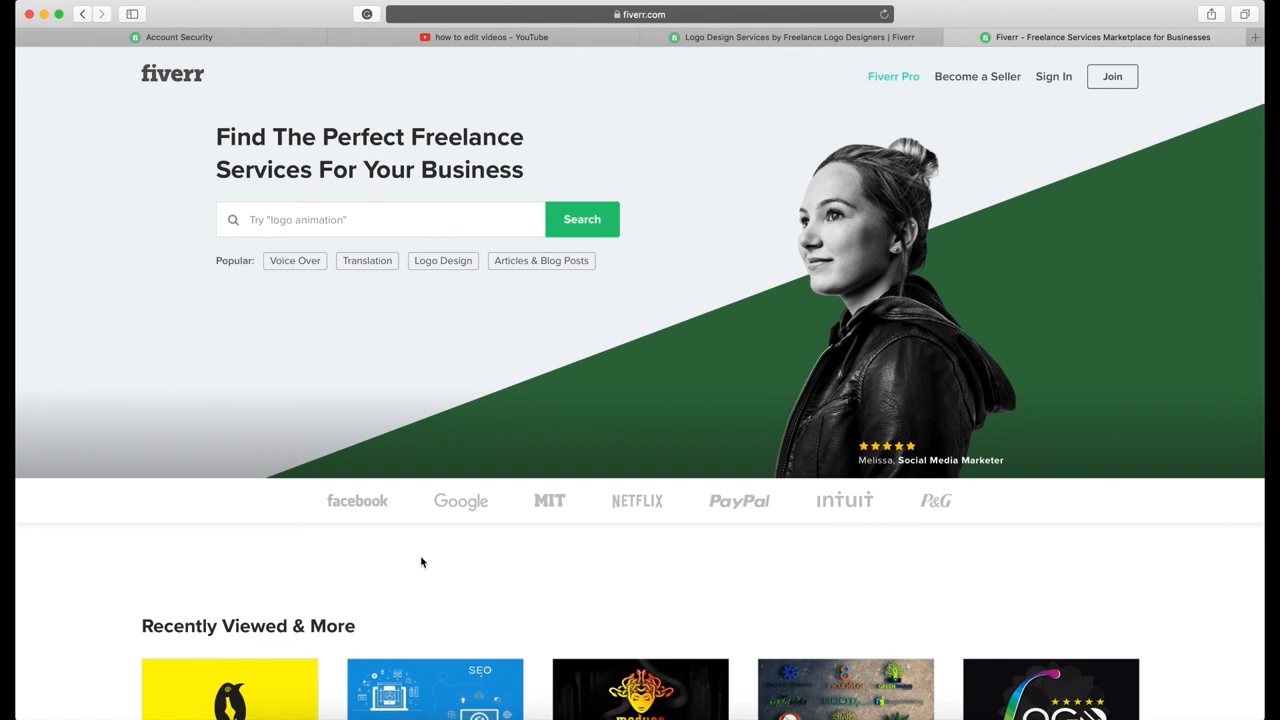 fiverr.com
Account Security
how to edit videos - YouTube
Logo Design Services by Freelance Logo Designers | Fiverr
Fiverr - Freelance Services Marketplace for Businesses
fiverr
Fiverr Pro
Become a Seller
Sign In
Join
Find The Perfect Freelance
Services For Your Business
Try "logo animation"
Search
Popular:
Voice Over
Translation
Logo Design
Articles & Blog Posts
Melissa, Social Media Marketer
facebook
Google
MIT
NETFLIX
PayPal
intuit
P&G
Recently Viewed & More
SEO